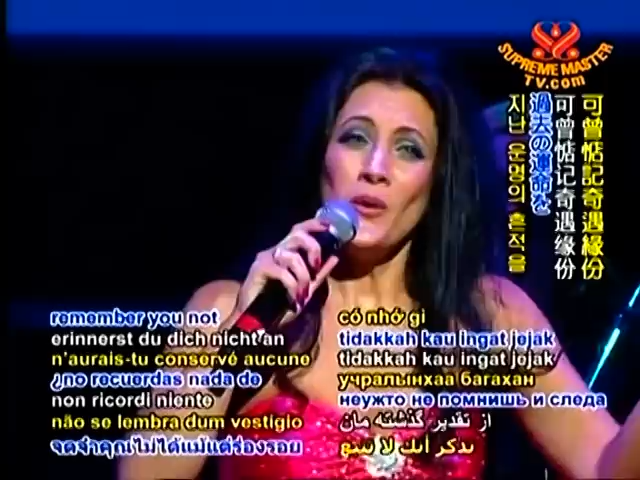 SUPREME MASTER
TV.com
可曾惦記奇遇緣份
可曾惦记奇遇缘份
過去の運命を
지난 운명의 흔적을
remember you not
erinnerst du dich nicht an
n'aurais-tu conservé aucune
¿no recuerdas nada de
non ricordi niente
não se lembra dum vestígio
จดจำคุณไม่ได้แม้แต่ร่องรอย
có nhớ gì
tidakkah kau ingat jejak
tidakkah kau ingat jejak
учралынхаа багахан
неужто не помнишь и следа
از تقدیر گذشته مان